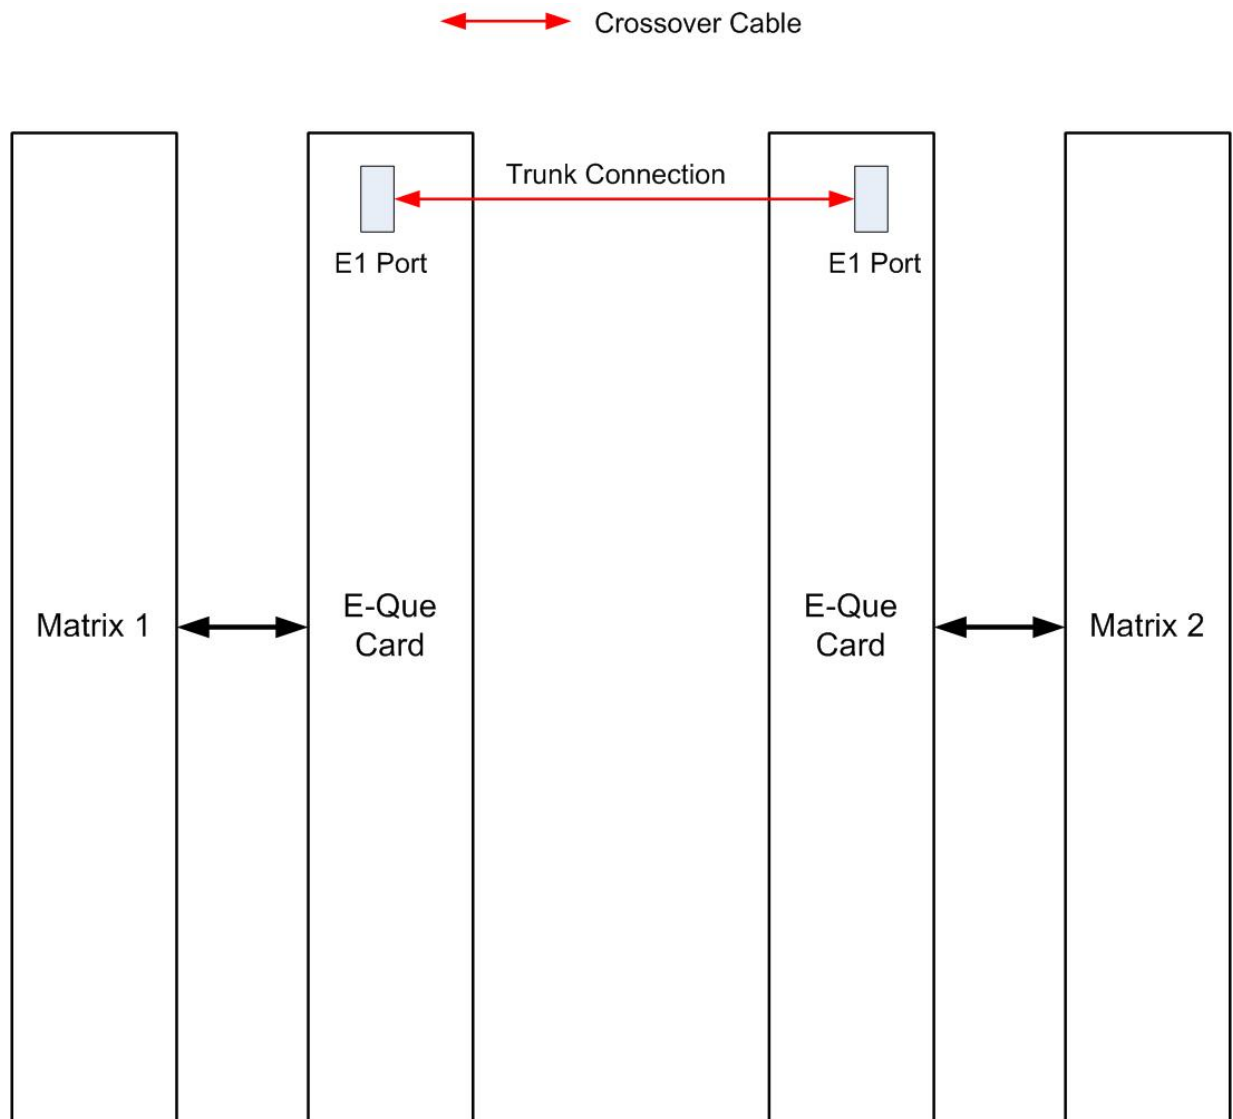 Crossover Cable
Trunk Connection
E1 Port
E1 Port
Matrix 1
E-Que
Card
E-Que
Card
Matrix 2